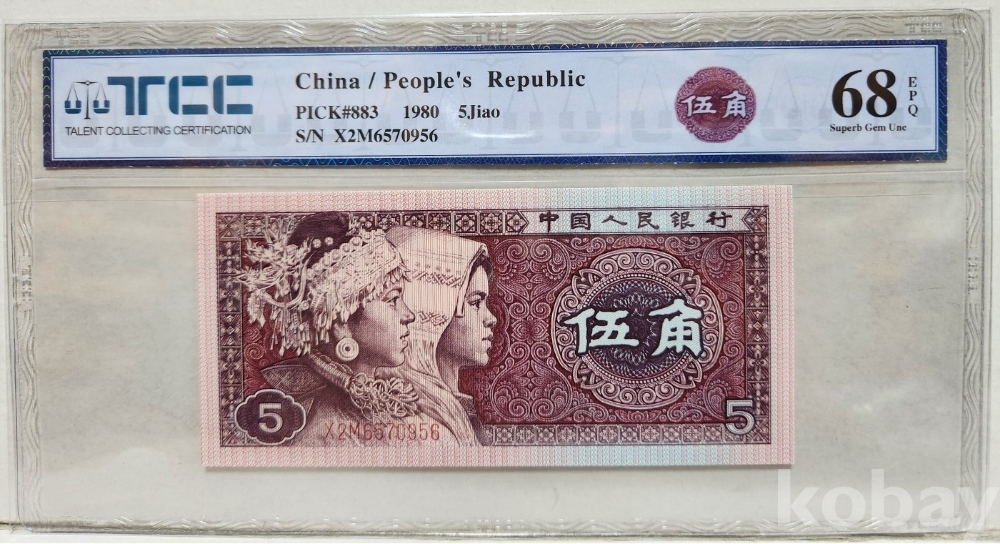 TCC
TALENT COLLECTING CERTIFICATION
China / People's Republic
PICK#883 1980 5Jiao
S/N X2M6570956
伍角
68 EPQ
Superb Gem Unc
中国人民银行
伍角
5
X2M6570956
5
kobay